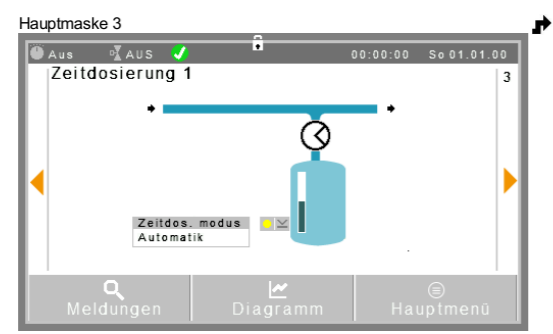 Hauptmaske 3
Aus AUS 00:00:00 So 01.01.00
Zeitdosierung 1 3
Zeitdos. modus
Automatik
Meldungen Diagramm Hauptmenü